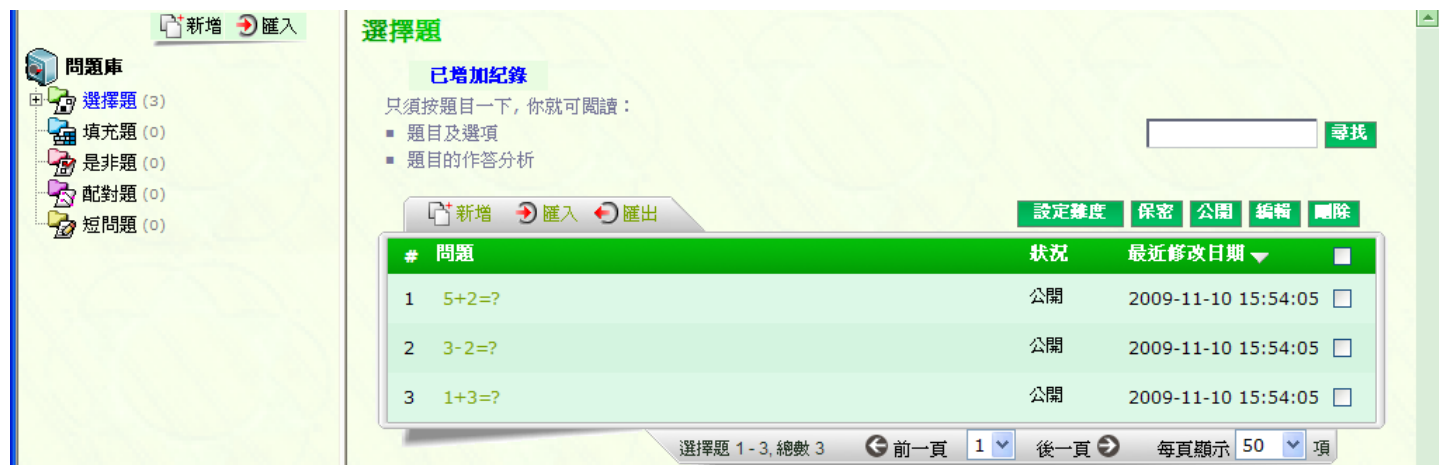 新增 匯入
問題庫
選擇題 (3)
填充題 (0)
是非題 (0)
配對題 (0)
短問題 (0)
選擇題
已增加紀錄
只須按題目一下, 你就可閱讀：
▪ 題目及選項
▪ 題目的作答分析
尋找
新增 匯入 匯出
設定難度 保密 公開 編輯 刪除
# 問題 狀況 最近修改日期
1 5+2=? 公開 2009-11-10 15:54:05
2 3-2=? 公開 2009-11-10 15:54:05
3 1+3=? 公開 2009-11-10 15:54:05
選擇題 1 - 3, 總數 3 前一頁 1 後一頁 每頁顯示 50 項